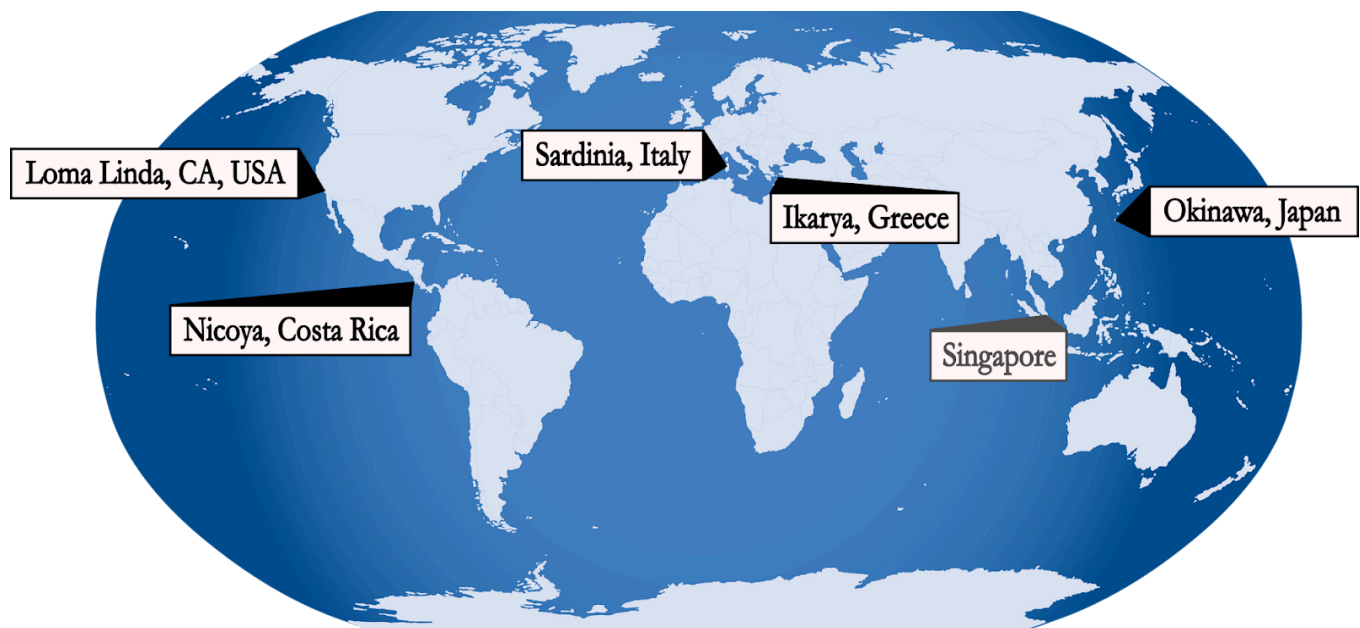 Loma Linda, CA, USA
Sardinia, Italy
Ikarya, Greece
Okinawa, Japan
Nicoya, Costa Rica
Singapore